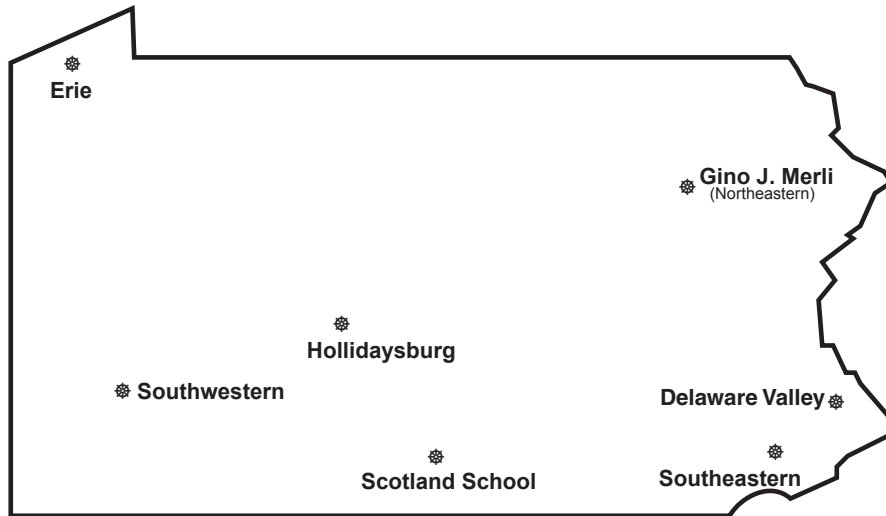 Erie
Gino J. Merli
(Northeastern)
Hollidaysburg
Southwestern
Delaware Valley
Scotland School
Southeastern